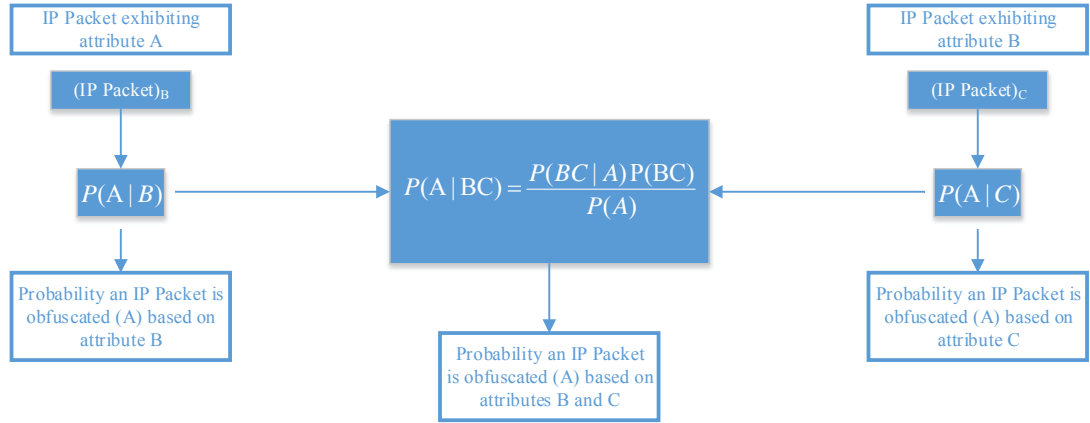 IP Packet exhibiting
attribute A
IP Packet exhibiting
attribute B
(IP Packet)B
(IP Packet)C
P(A | BC) = P(BC | A) P(BC) / P(A)
P(A | B)
P(A | C)
Probability an IP Packet is
obfuscated (A) based on
attribute B
Probability an IP Packet is
obfuscated (A) based on
attribute C
Probability an IP Packet
is obfuscated (A) based on
attributes B and C